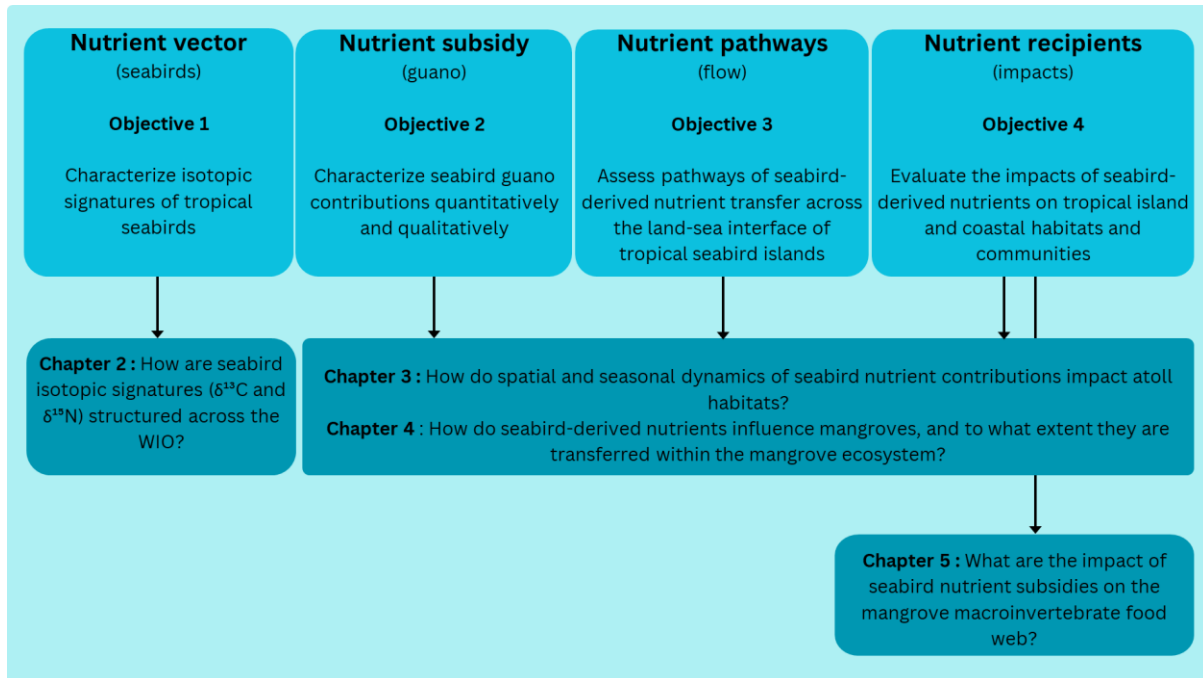 Nutrient vector
(seabirds)
Objective 1
Characterize isotopic
signatures of tropical
seabirds
Nutrient subsidy
(guano)
Objective 2
Characterize seabird guano
contributions quantitatively
and qualitatively
Nutrient pathways
(flow)
Objective 3
Assess pathways of seabird-
derived nutrient transfer across
the land-sea interface of
tropical seabird islands
Nutrient recipients
(impacts)
Objective 4
Evaluate the impacts of seabird-
derived nutrients on tropical island
and coastal habitats and
communities
Chapter 2 : How are seabird
isotopic signatures (δ¹³C and
δ¹⁵N) structured across the
WIO?
Chapter 3 : How do spatial and seasonal dynamics of seabird nutrient contributions impact atoll
habitats?
Chapter 4 : How do seabird-derived nutrients influence mangroves, and to what extent they are
transferred within the mangrove ecosystem?
Chapter 5 : What are the impact of
seabird nutrient subsidies on the
mangrove macroinvertebrate food
web?